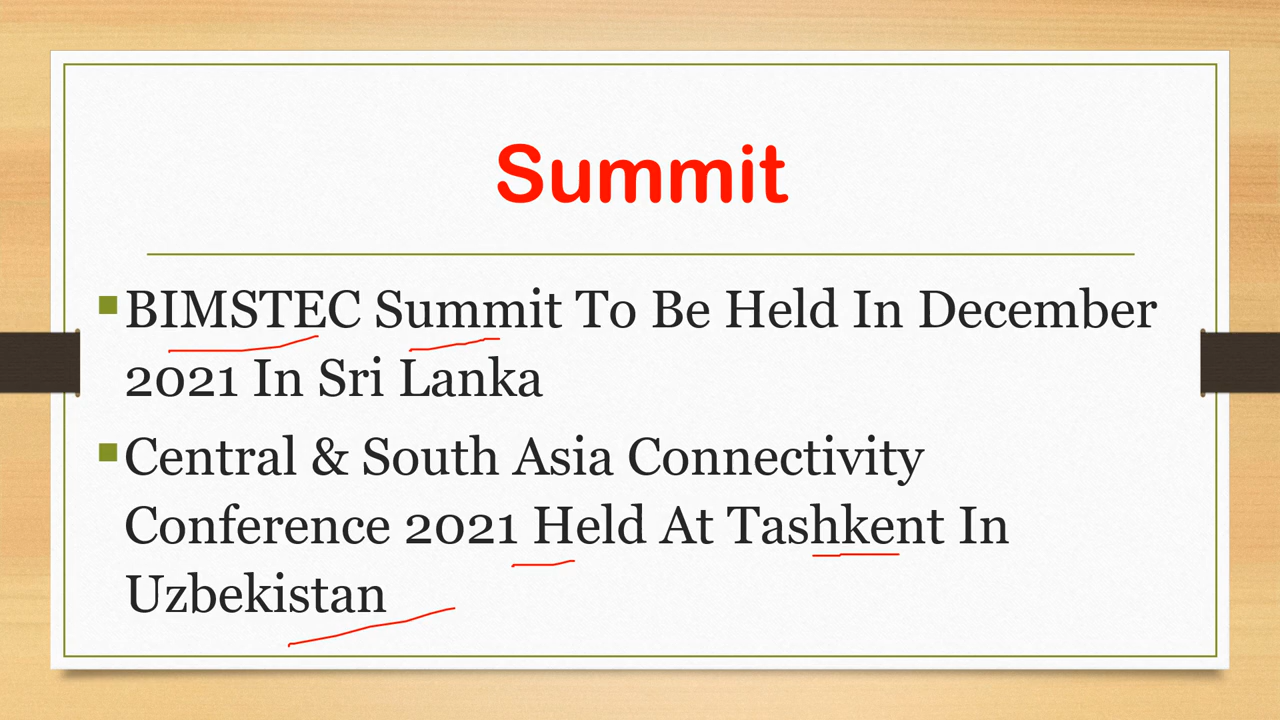 Summit
BIMSTEC Summit To Be Held In December
2021 In Sri Lanka
Central & South Asia Connectivity
Conference 2021 Held At Tashkent In
Uzbekistan